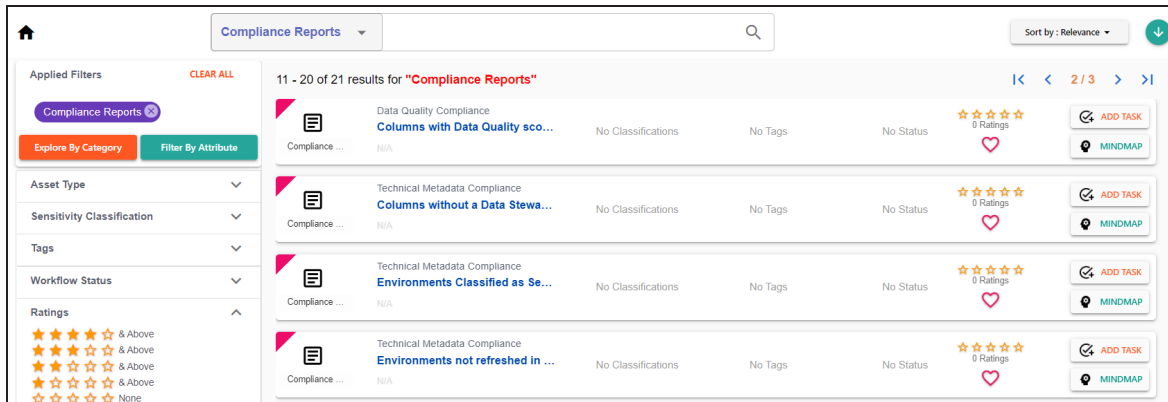 Compliance Reports
Sort by : Relevance
Applied Filters
CLEAR ALL
Compliance Reports
Explore By Category
Filter By Attribute
Asset Type
Sensitivity Classification
Tags
Workflow Status
Ratings
& Above
& Above
& Above
& Above
None
11 - 20 of 21 results for "Compliance Reports"
2 / 3
Compliance ...
Data Quality Compliance
Columns with Data Quality sco...
N/A
No Classifications
No Tags
No Status
0 Ratings
ADD TASK
MINDMAP
Compliance ...
Technical Metadata Compliance
Columns without a Data Stewa...
N/A
No Classifications
No Tags
No Status
0 Ratings
ADD TASK
MINDMAP
Compliance ...
Technical Metadata Compliance
Environments Classified as Se...
N/A
No Classifications
No Tags
No Status
0 Ratings
ADD TASK
MINDMAP
Compliance ...
Technical Metadata Compliance
Environments not refreshed in ...
N/A
No Classifications
No Tags
No Status
0 Ratings
ADD TASK
MINDMAP